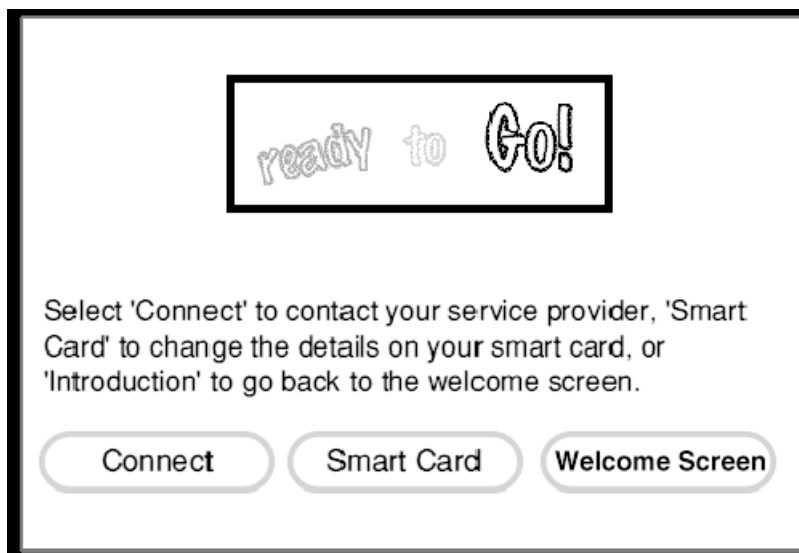 ready to Go!
Select 'Connect' to contact your service provider, 'Smart
Card' to change the details on your smart card, or
'Introduction' to go back to the welcome screen.
Connect Smart Card Welcome Screen